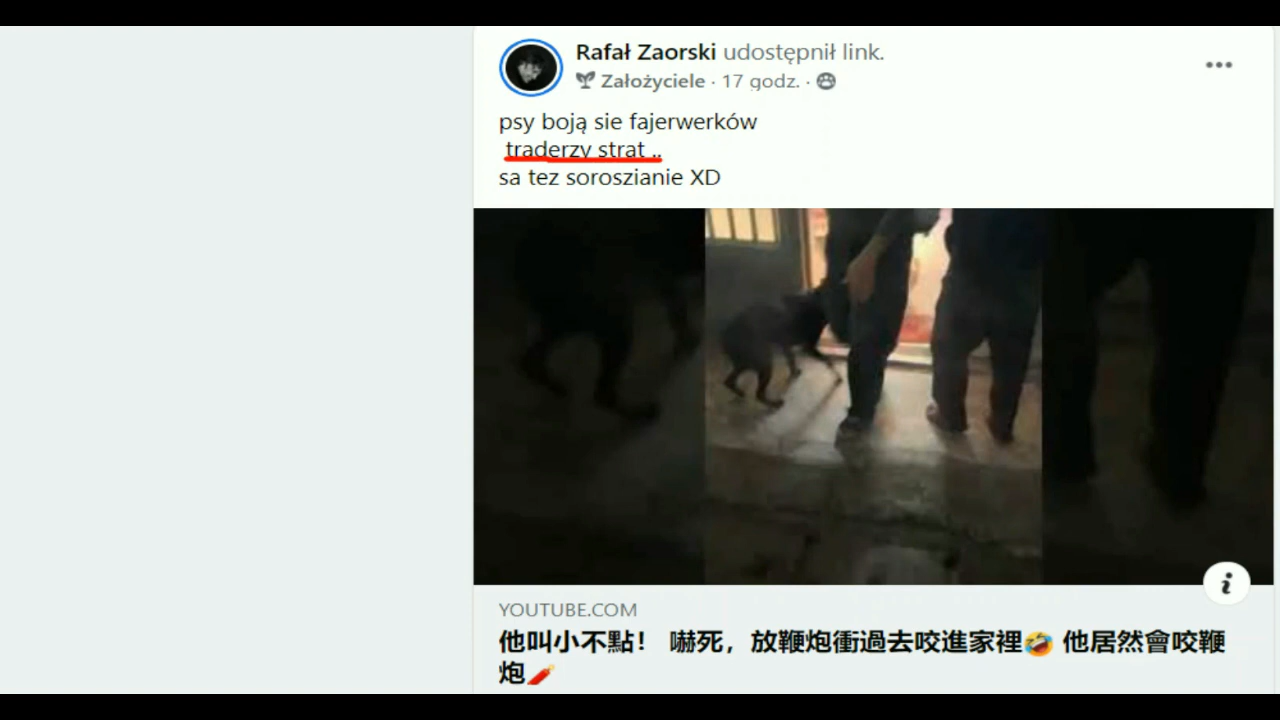 Rafał Zaorski udostępnił link.
Założyciele · 17 godz. ·
psy boją sie fajerwerków
traderzy strat ..
sa tez soroszianie XD
YOUTUBE.COM
他叫小不點！ 嚇死，放鞭炮衝過去咬進家裡🤣 他居然會咬鞭
炮🧨